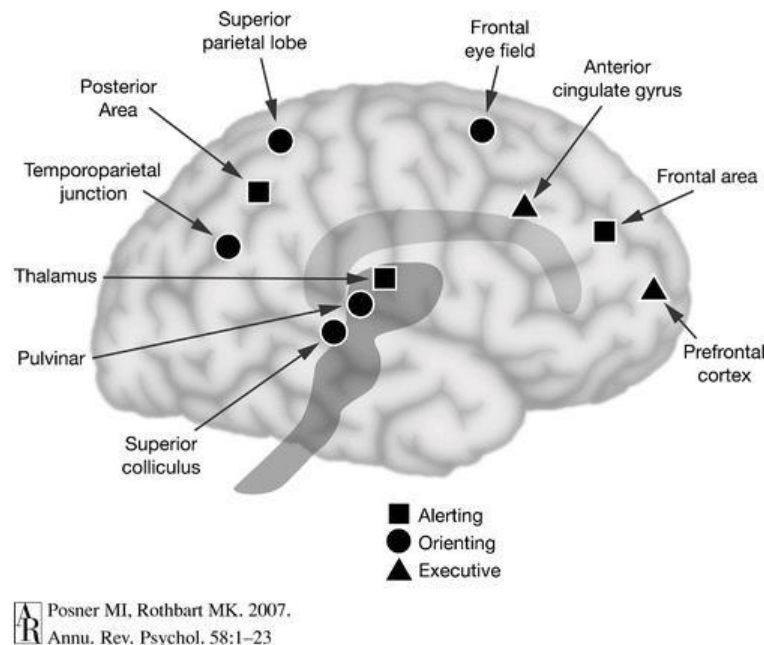 Superior
parietal lobe
Frontal
eye field
Posterior
Area
Anterior
cingulate gyrus
Temporoparietal
junction
Frontal area
Thalamus
Pulvinar
Prefrontal
cortex
Superior
colliculus
Alerting
Orienting
Executive
AR Posner MI, Rothbart MK. 2007.
Annu. Rev. Psychol. 58:1–23